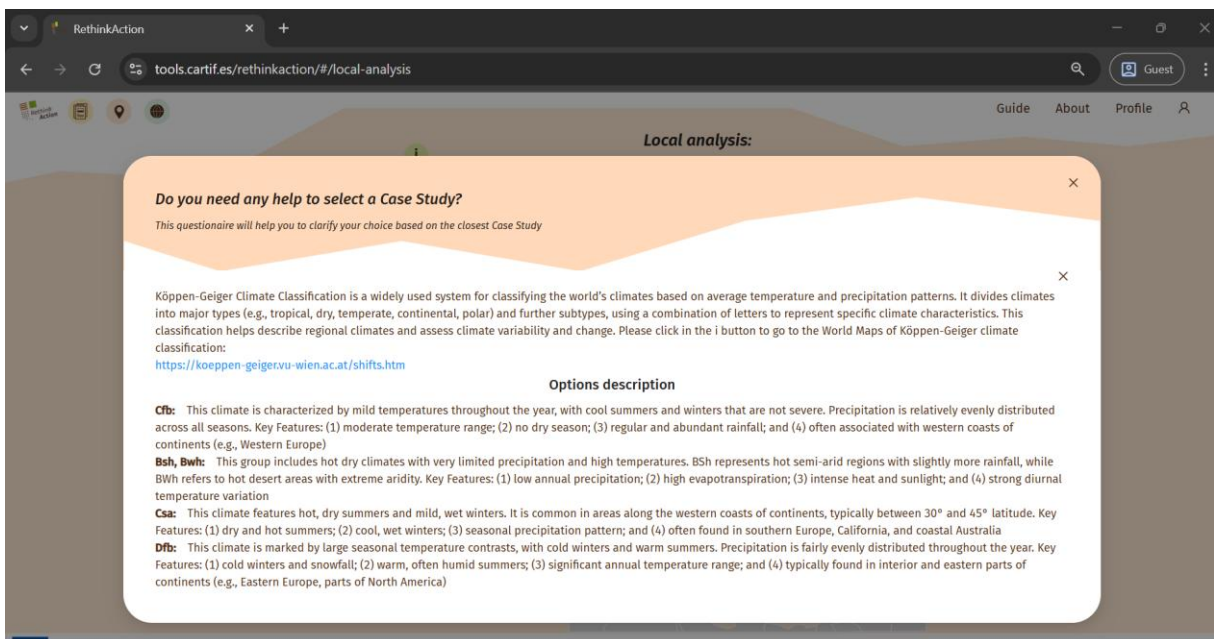 RethinkAction
tools.cartif.es/rethinkaction/#/local-analysis
Guest
Rethink
Action
Guide About Profile
Local analysis:
i
Do you need any help to select a Case Study?
This questionaire will help you to clarify your choice based on the closest Case Study
Köppen-Geiger Climate Classification is a widely used system for classifying the world's climates based on average temperature and precipitation patterns. It divides climates
into major types (e.g., tropical, dry, temperate, continental, polar) and further subtypes, using a combination of letters to represent specific climate characteristics. This
classification helps describe regional climates and assess climate variability and change. Please click in the i button to go to the World Maps of Köppen-Geiger climate
classification:
https://koeppen-geiger.vu-wien.ac.at/shifts.htm
Options description
Cfb: This climate is characterized by mild temperatures throughout the year, with cool summers and winters that are not severe. Precipitation is relatively evenly distributed
across all seasons. Key Features: (1) moderate temperature range; (2) no dry season; (3) regular and abundant rainfall; and (4) often associated with western coasts of
continents (e.g., Western Europe)
Bsh, Bwh: This group includes hot dry climates with very limited precipitation and high temperatures. BSh represents hot semi-arid regions with slightly more rainfall, while
BWh refers to hot desert areas with extreme aridity. Key Features: (1) low annual precipitation; (2) high evapotranspiration; (3) intense heat and sunlight; and (4) strong diurnal
temperature variation
Csa: This climate features hot, dry summers and mild, wet winters. It is common in areas along the western coasts of continents, typically between 30° and 45° latitude. Key
Features: (1) dry and hot summers; (2) cool, wet winters; (3) seasonal precipitation pattern; and (4) often found in southern Europe, California, and coastal Australia
Dfb: This climate is marked by large seasonal temperature contrasts, with cold winters and warm summers. Precipitation is fairly evenly distributed throughout the year. Key
Features: (1) cold winters and snowfall; (2) warm, often humid summers; (3) significant annual temperature range; and (4) typically found in interior and eastern parts of
continents (e.g., Eastern Europe, parts of North America)